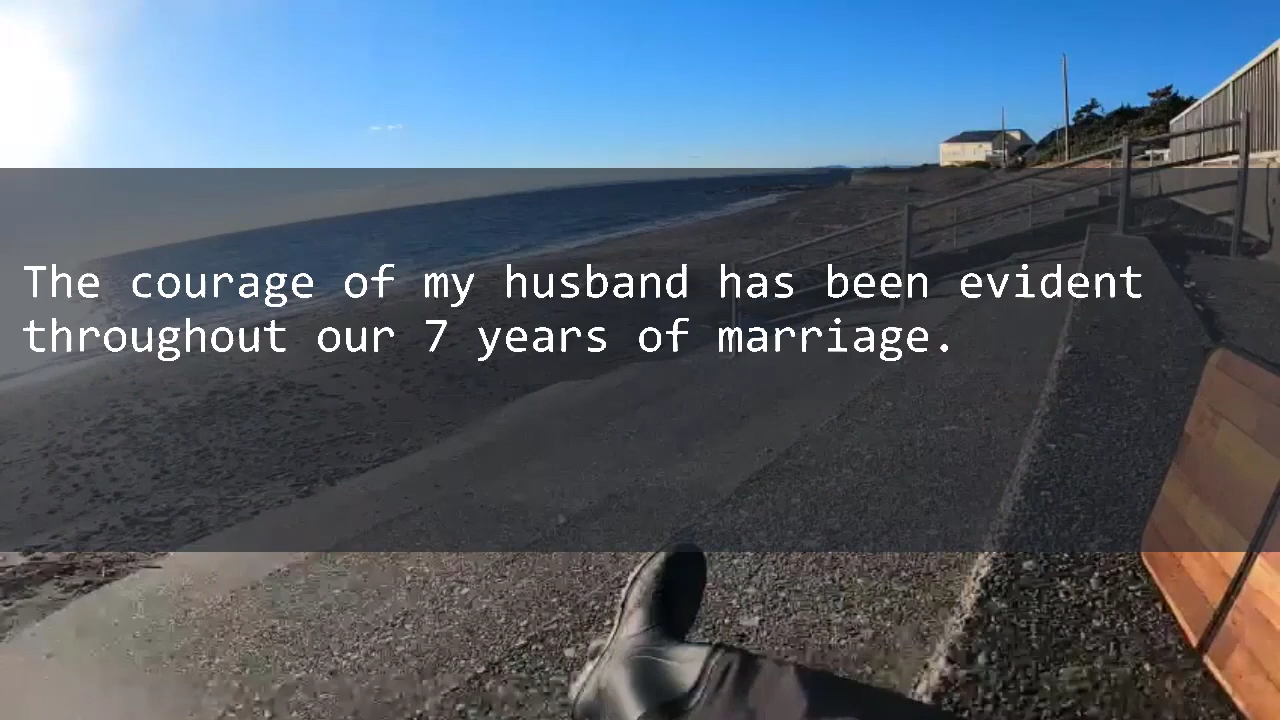 The courage of my husband has been evident
throughout our 7 years of marriage.